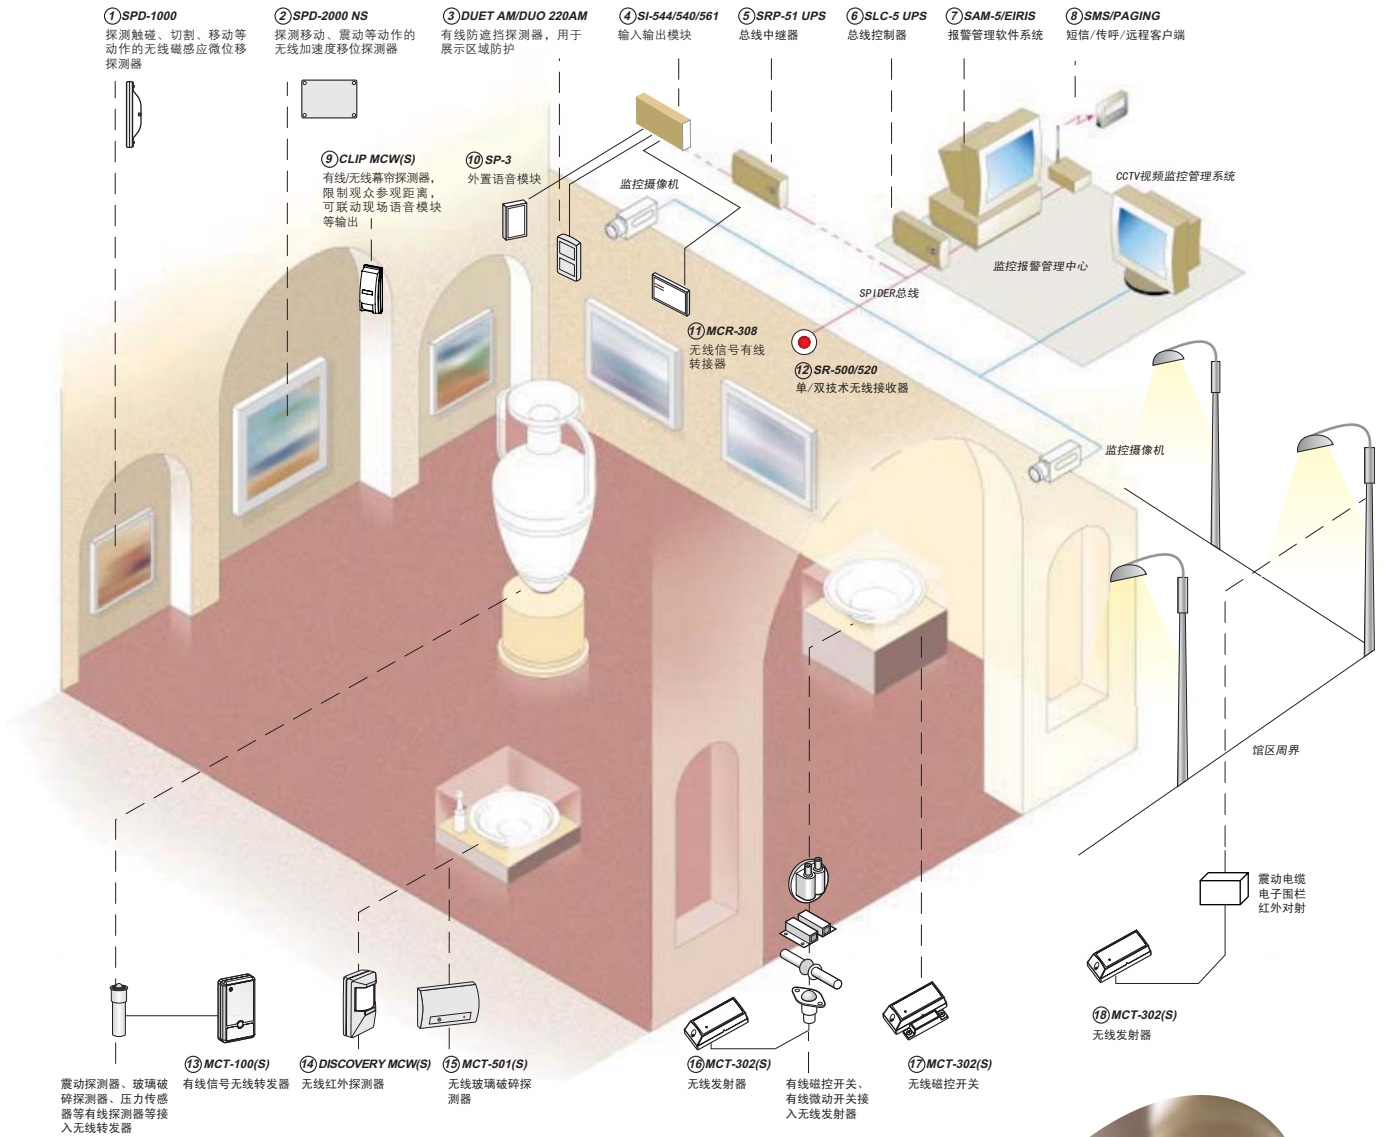 ①SPD-1000
探测触碰、切割、移动等
动作的无线磁感应微位移
探测器
②SPD-2000 NS
探测移动、震动等动作的
无线加速度移位探测器
③DUET AM/DUO 220AM
有线防遮挡探测器，用于
展示区域防护
④SI-544/540/561
输入输出模块
⑤SRP-51 UPS
总线中继器
⑥SLC-5 UPS
总线控制器
⑦SAM-5/EIRIS
报警管理软件系统
⑧SMS/PAGING
短信/传呼/远程客户端
⑨CLIP MCW(S)
有线/无线幕帘探测器，
限制观众参观距离，
可联动现场语音模块
等输出
⑩SP-3
外置语音模块
监控摄像机
CCTV视频监控管理系统
监控报警管理中心
SPIDER总线
⑪MCR-308
无线信号有线
转接器
⑫SR-500/520
单/双技术无线接收器
监控摄像机
馆区周界
震动电缆
电子围栏
红外对射
⑱MCT-302(S)
无线发射器
⑬MCT-100(S)
有线信号无线转发器
⑭DISCOVERY MCW(S)
无线红外探测器
⑮MCT-501(S)
无线玻璃破碎探
测器
⑯MCT-302(S)
无线发射器
有线磁控开关、
有线微动开关接
入无线发射器
⑰MCT-302(S)
无线磁控开关
震动探测器、玻璃破
碎探测器、压力传感
器等有线探测器等接
入无线转发器